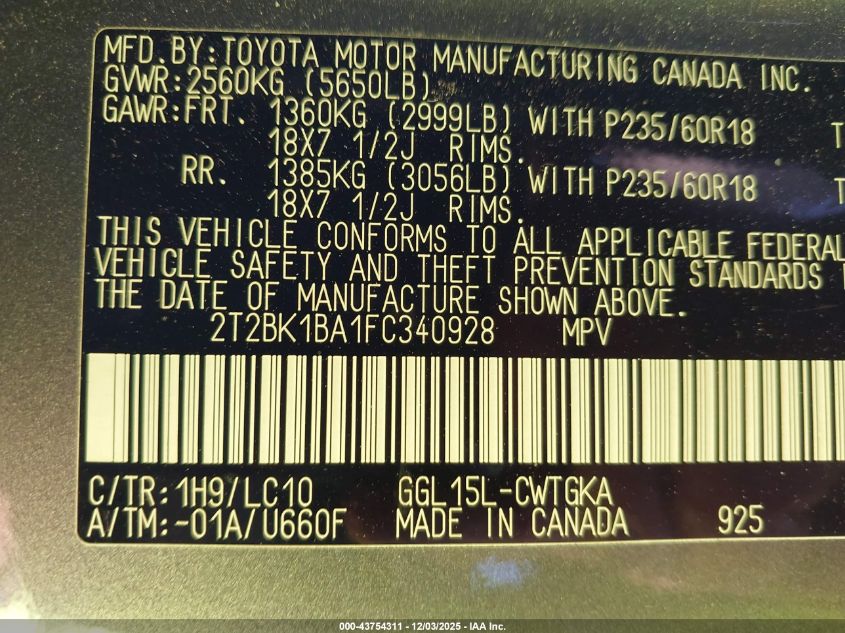 MFD.BY:TOYOTA MOTOR MANUFACTURING CANADA INC.
GVWR:2560KG (5650LB)
GAWR:FRT. 1360KG (2999LB) WITH P235/60R18 T
18X7 1/2J RIMS.
RR. 1385KG (3056LB) WITH P235/60R18 T
18X7 1/2J RIMS.
THIS VEHICLE CONFORMS TO ALL APPLICABLE FEDERAL
VEHICLE SAFETY AND THEFT PREVENTION STANDARDS
THE DATE OF MANUFACTURE SHOWN ABOVE.
2T2BK1BA1FC340928 MPV
C/TR:1H9/LC10 GGL15L-CWTGKA
A/TM:-01A/U660F MADE IN CANADA 925
000-43754311 - 12/03/2025 - IAA Inc.